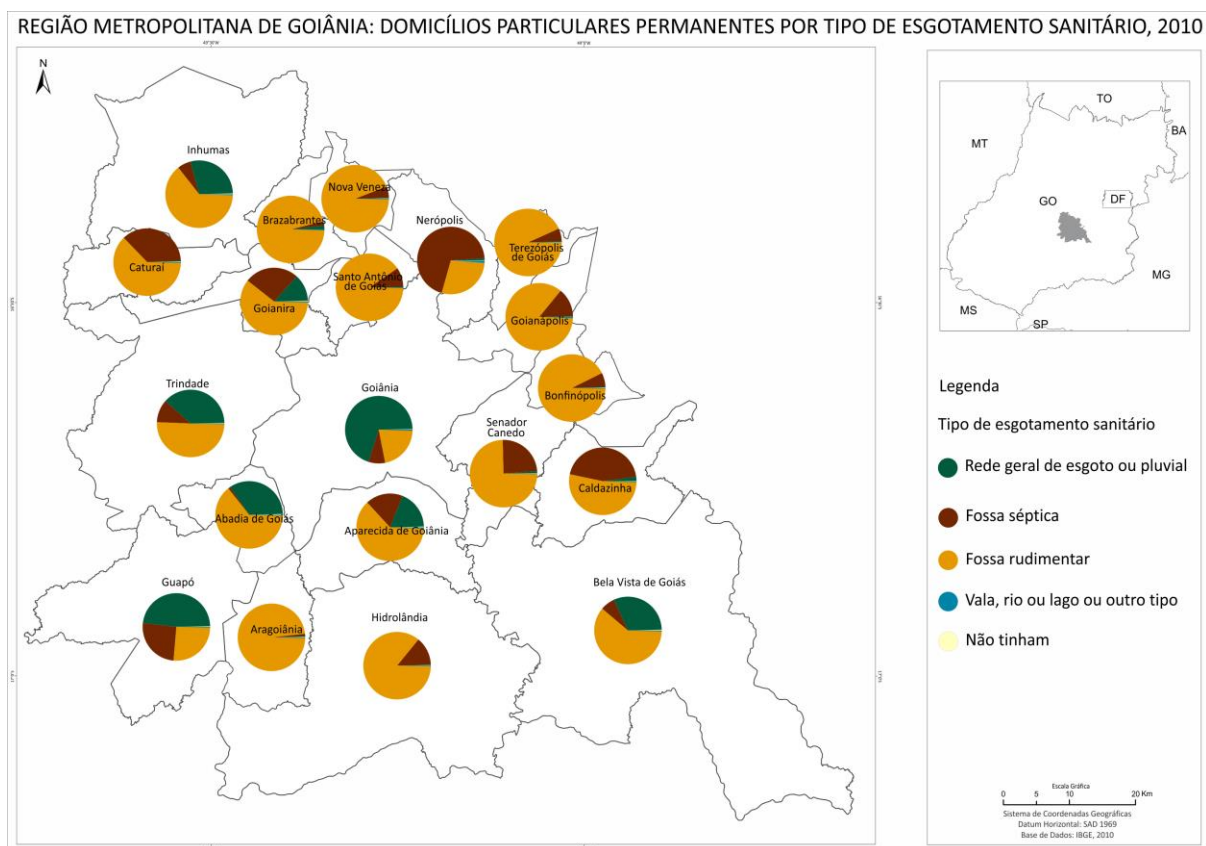 REGIÃO METROPOLITANA DE GOIÂNIA: DOMICÍLIOS PARTICULARES PERMANENTES POR TIPO DE ESGOTAMENTO SANITÁRIO, 2010
N
Inhumas
Nova Veneza
Brazabrantes
Nerópolis
Terezópolis
de Goiás
Caturaí
Santo Antônio
de Goiás
Goianira
Goianápolis
Trindade
Goiânia
Bonfinópolis
Senador
Canedo
Caldazinha
Abadia de Goiás
Aparecida de Goiânia
Guapó
Bela Vista de Goiás
Aragoiânia
Hidrolândia
TO
MT
BA
GO
DF
MG
MS
SP
Legenda
Tipo de esgotamento sanitário
Rede geral de esgoto ou pluvial
Fossa séptica
Fossa rudimentar
Vala, rio ou lago ou outro tipo
Não tinham
Escala Gráfica
0 5 10 20 Km
Sistema de Coordenadas Geográficas
Datum Horizontal: SAD 1969
Base de Dados: IBGE, 2010